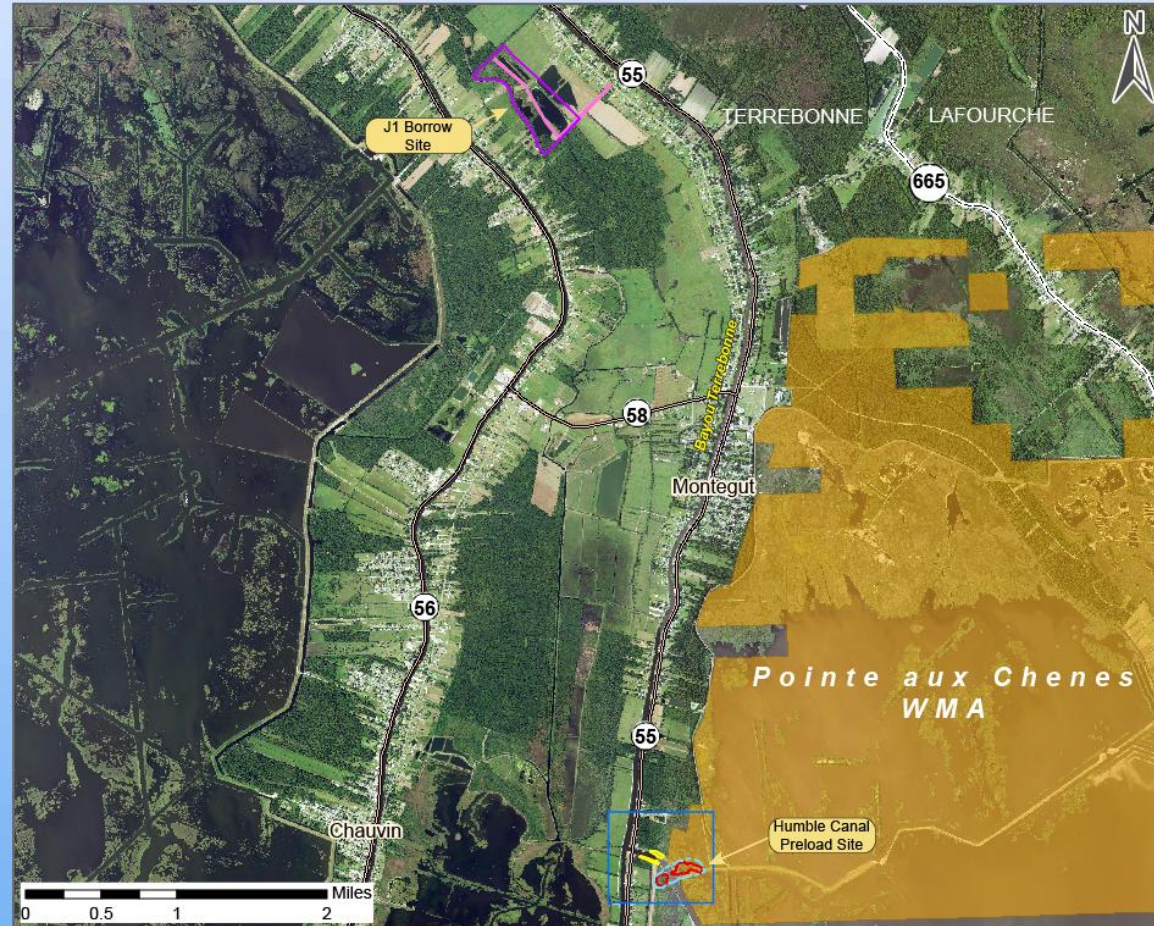 N
55
TERREBONNE
LAFOURCHE
J1 Borrow
Site
665
Bayou Terrebonne
58
Montegut
56
Pointe aux Chenes
WMA
55
Chauvin
Humble Canal
Preload Site
Miles
0 0.5 1 2